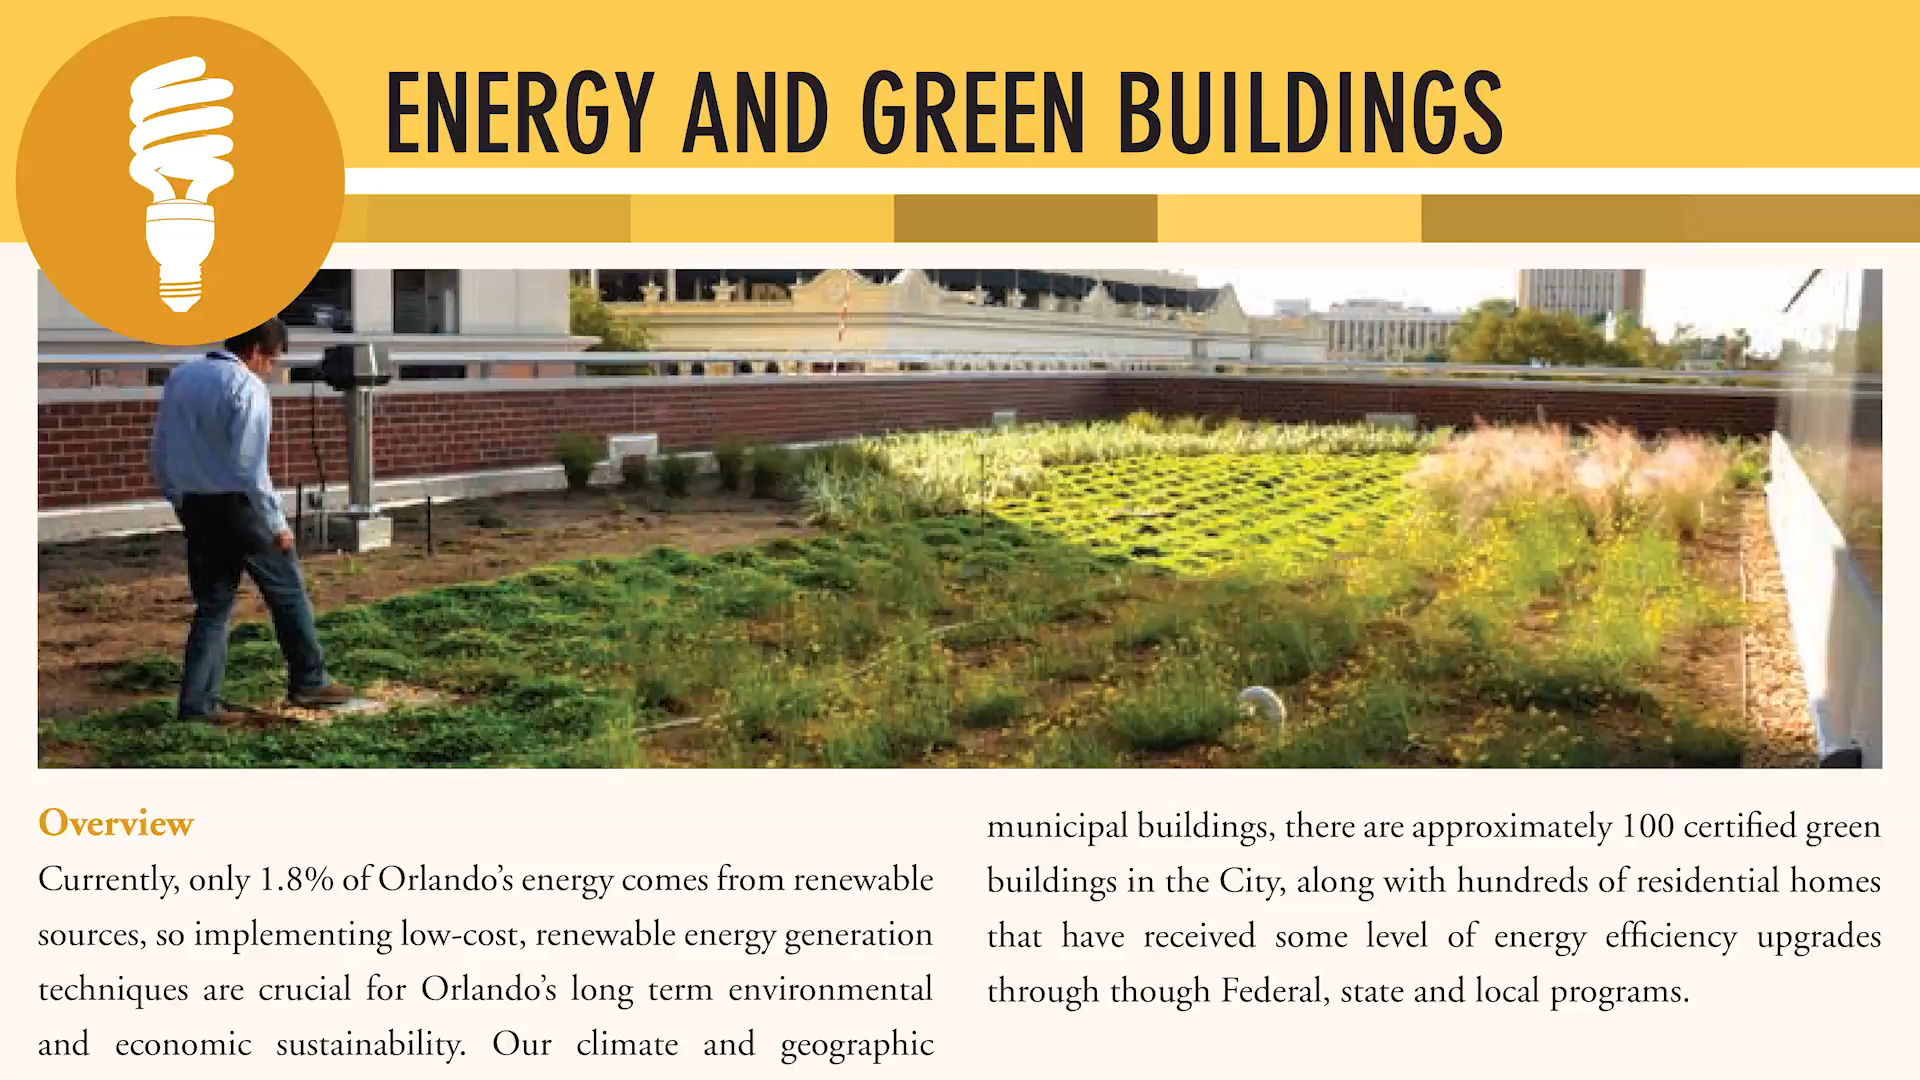 ENERGY AND GREEN BUILDINGS
Overview
Currently, only 1.8% of Orlando's energy comes from renewable
sources, so implementing low-cost, renewable energy generation
techniques are crucial for Orlando's long term environmental
and economic sustainability. Our climate and geographic
municipal buildings, there are approximately 100 certified green
buildings in the City, along with hundreds of residential homes
that have received some level of energy efficiency upgrades
through though Federal, state and local programs.